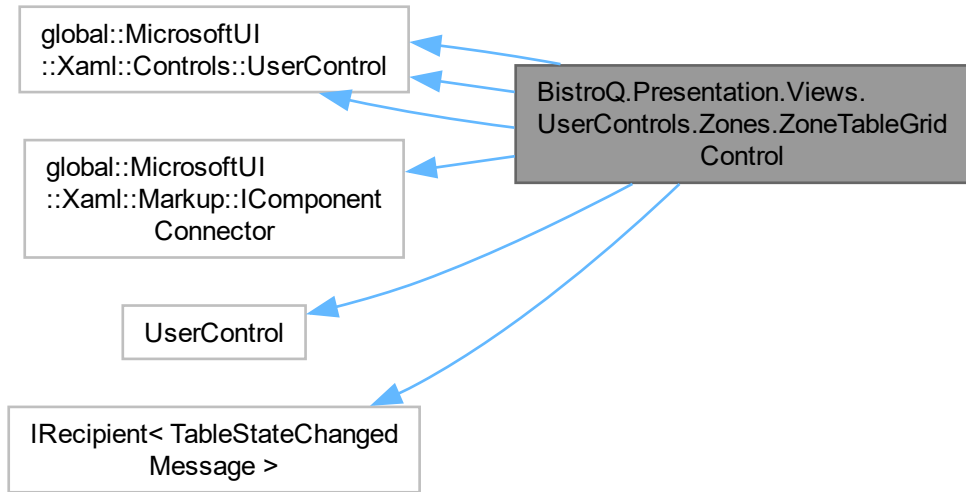 global::MicrosoftUI
::Xaml::Controls::UserControl
BistroQ.Presentation.Views.
UserControls.Zones.ZoneTableGrid
Control
global::MicrosoftUI
::Xaml::Markup::IComponent
Connector
UserControl
IRecipient< TableStateChanged
Message >